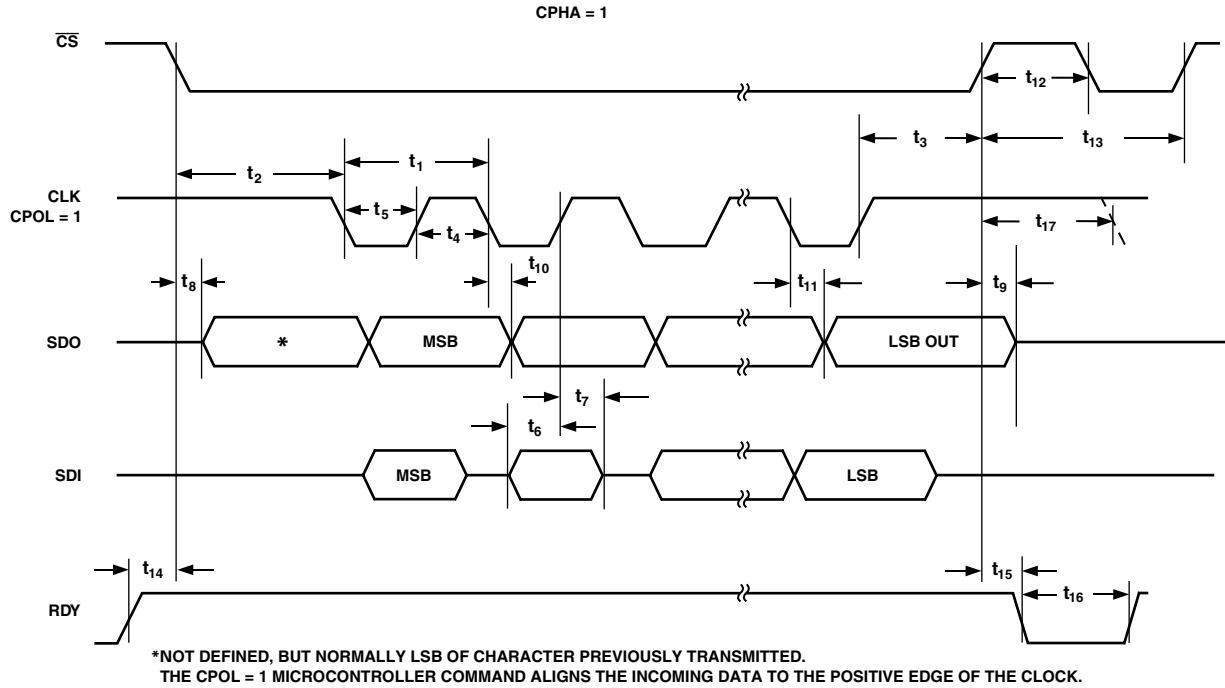 CPHA = 1
CS
t12
t3
t13
t1
t2
CLK
CPOL = 1
t5
t4
t17
t10
t8
t11
t9
SDO
*
MSB
LSB OUT
t7
t6
SDI
MSB
LSB
t14
t15
t16
RDY
*NOT DEFINED, BUT NORMALLY LSB OF CHARACTER PREVIOUSLY TRANSMITTED.
THE CPOL = 1 MICROCONTROLLER COMMAND ALIGNS THE INCOMING DATA TO THE POSITIVE EDGE OF THE CLOCK.